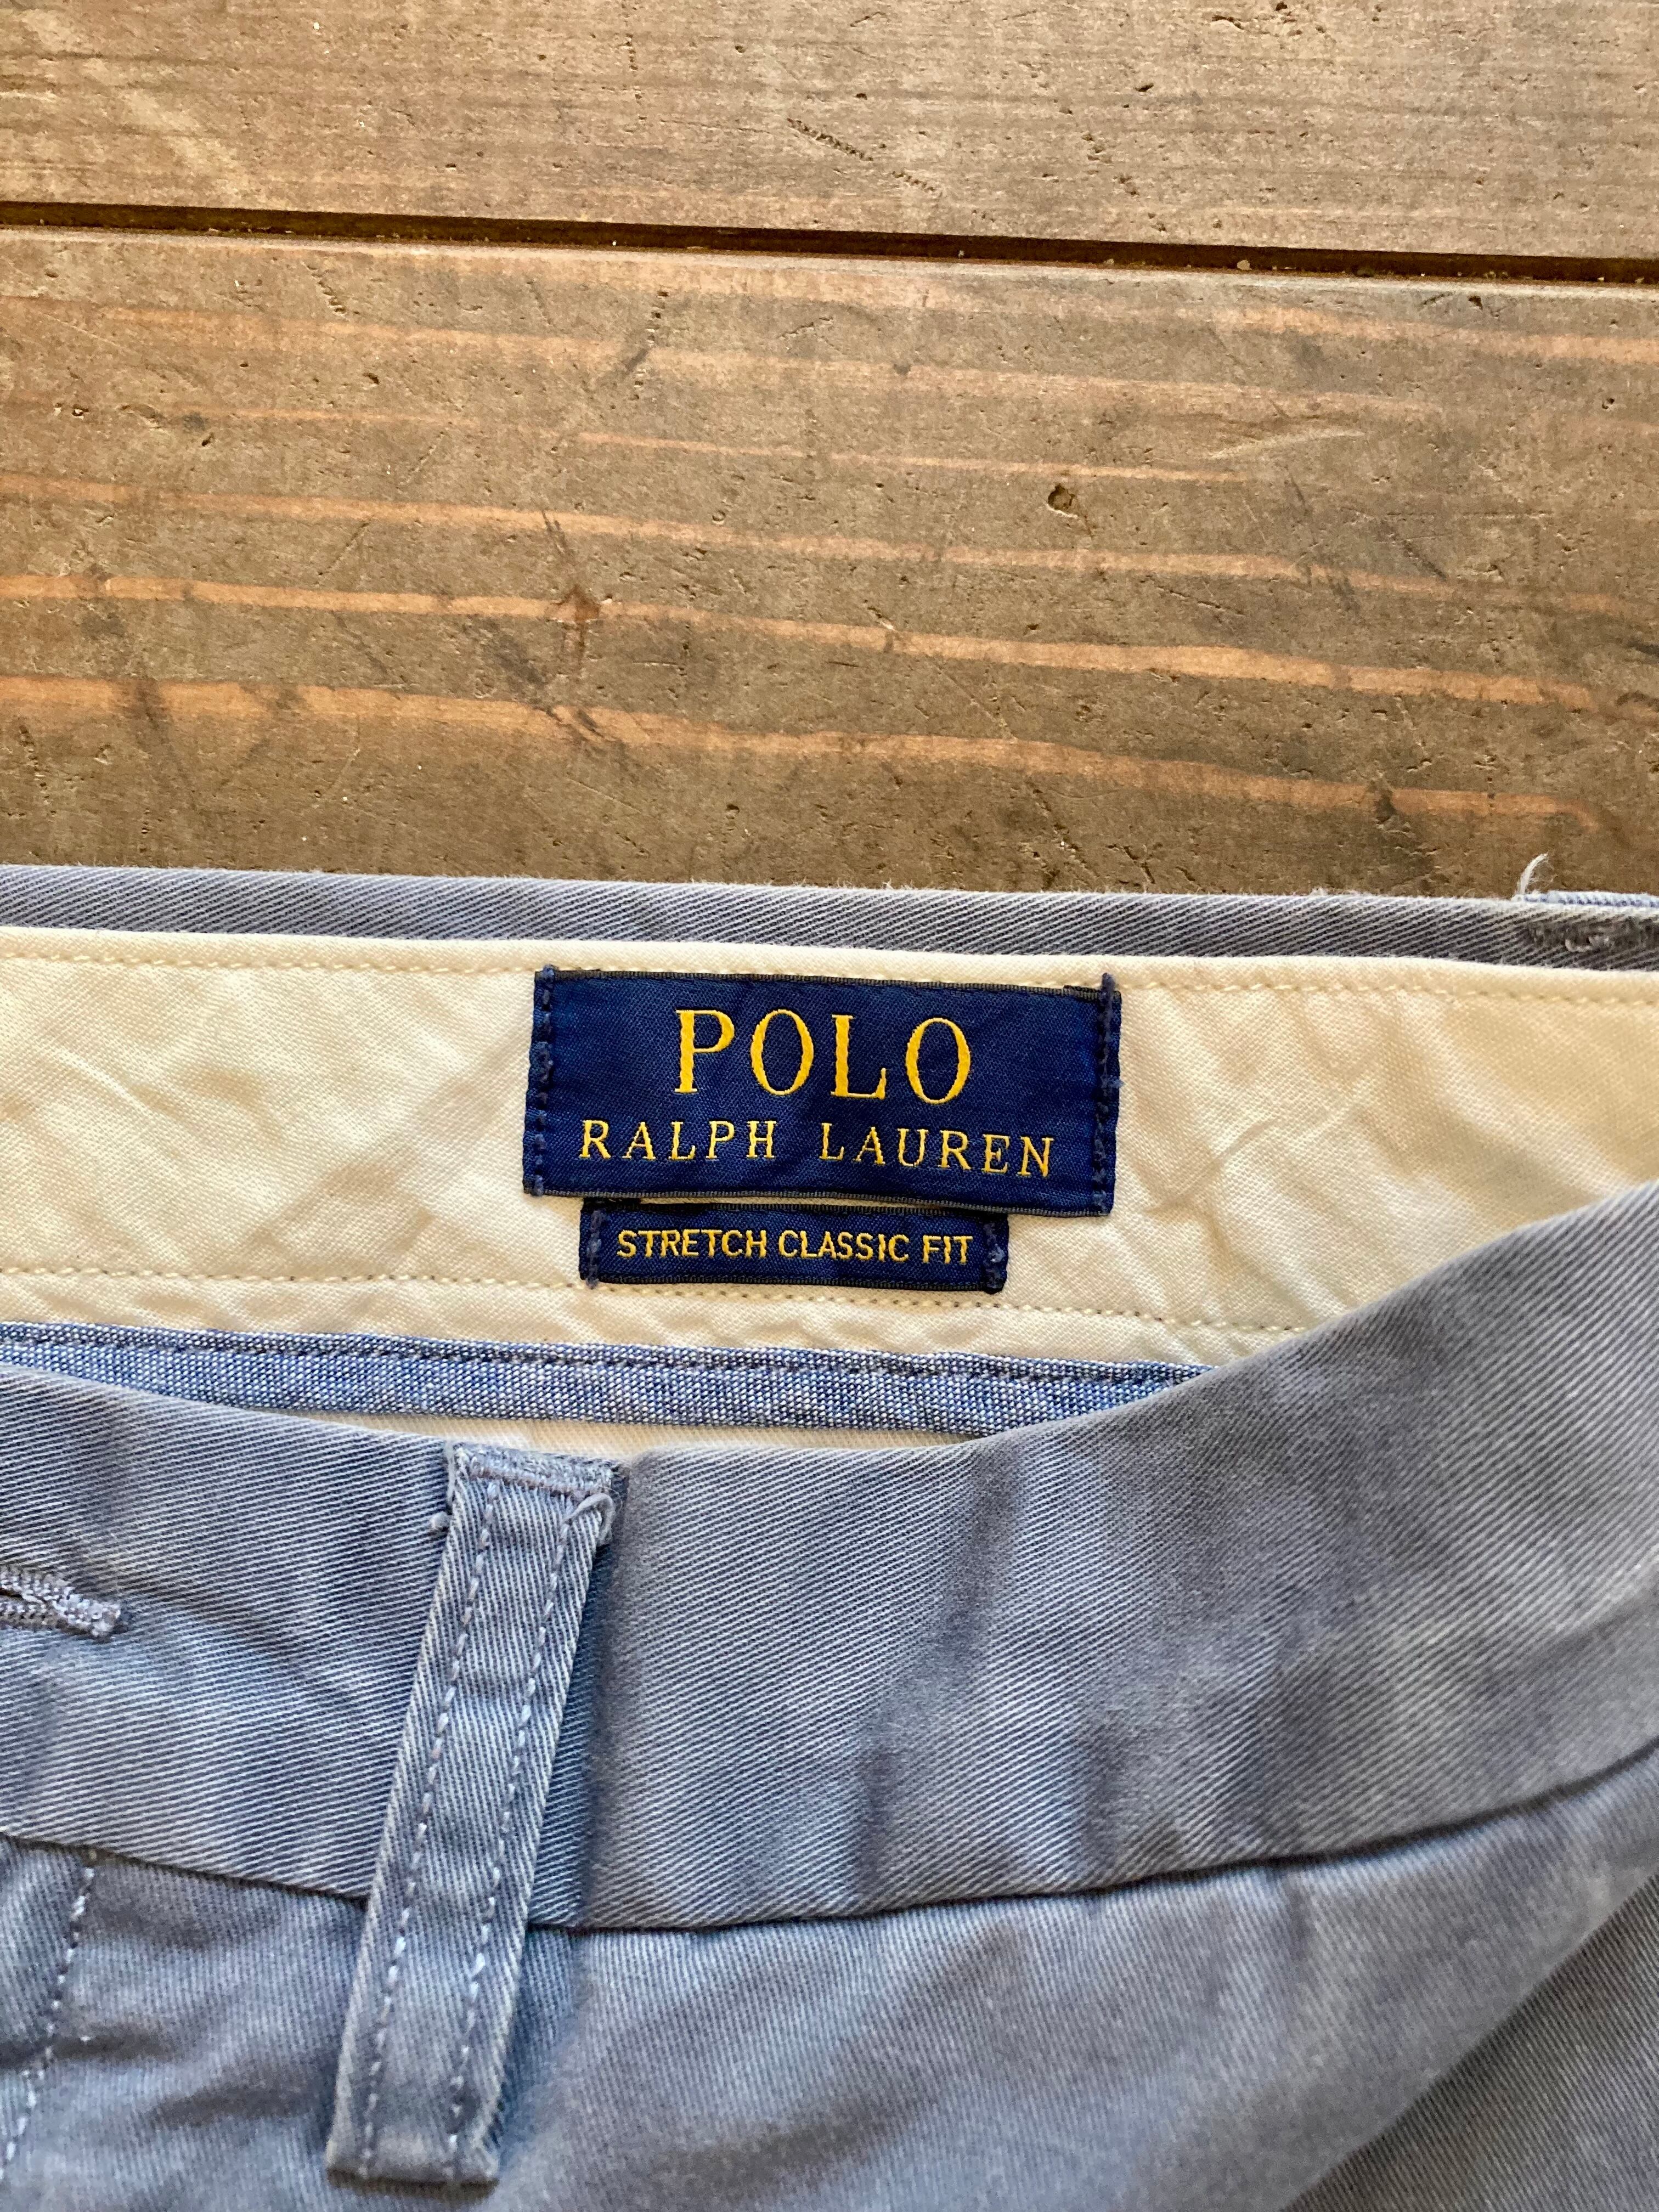 POLO
RALPH LAUREN
STRETCH CLASSIC FIT